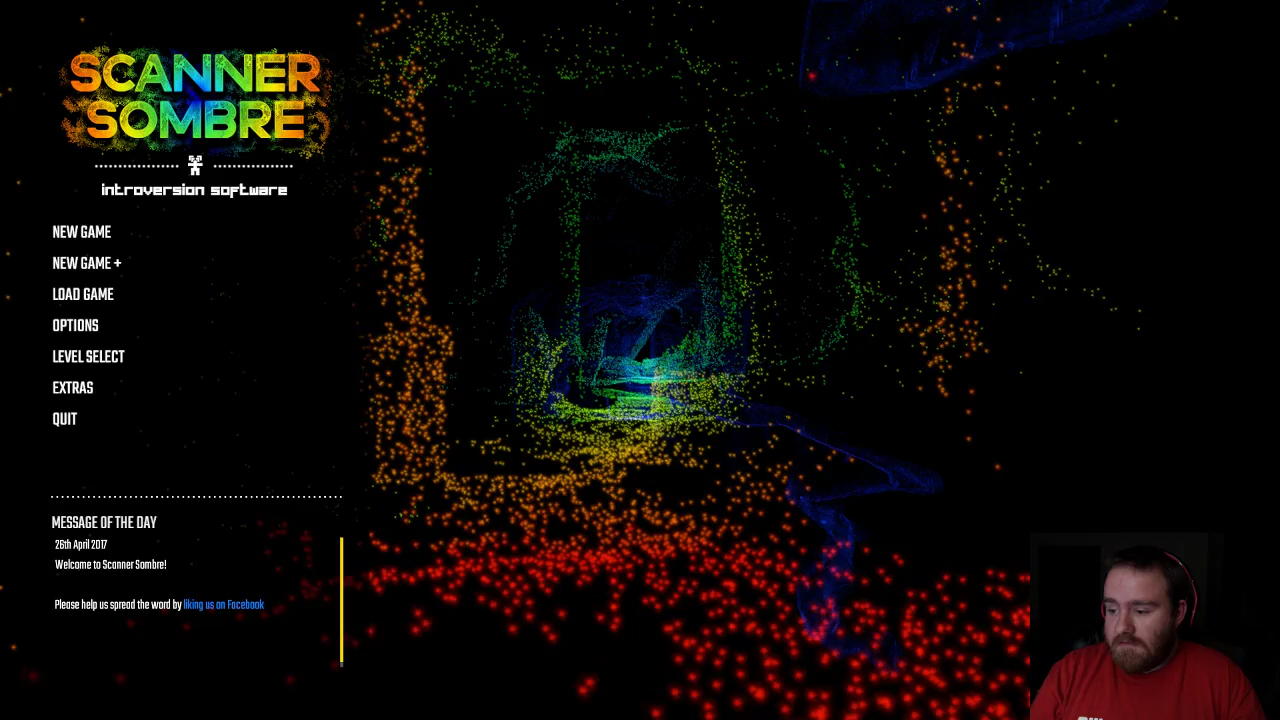 SCANNER
SOMBRE
introversion software
NEW GAME
NEW GAME +
LOAD GAME
OPTIONS
LEVEL SELECT
EXTRAS
QUIT
MESSAGE OF THE DAY
26th April 2017
Welcome to Scanner Sombre!
Please help us spread the word by liking us on Facebook